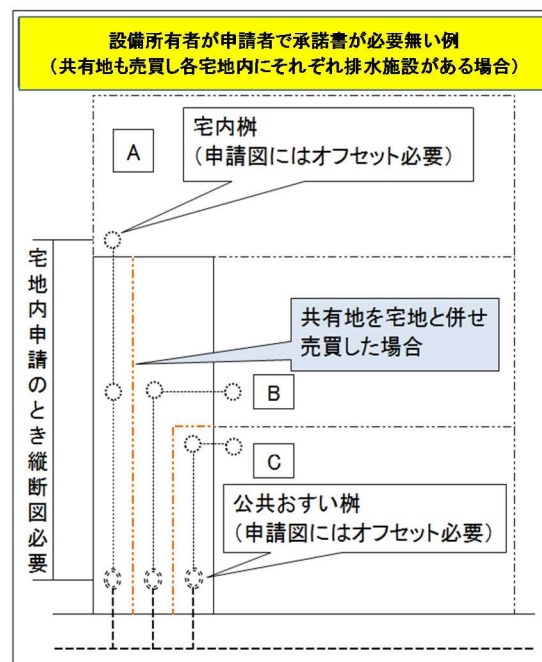 設備所有者が申請者で承諾書が必要無い例
(共有地も売買し各宅地内にそれぞれ排水施設がある場合)
A
宅内桝
(申請図にはオフセット必要)
宅地内申請のとき縦断図必要
共有地を宅地と併せ
売買した場合
B
C
公共おすい桝
(申請図にはオフセット必要)